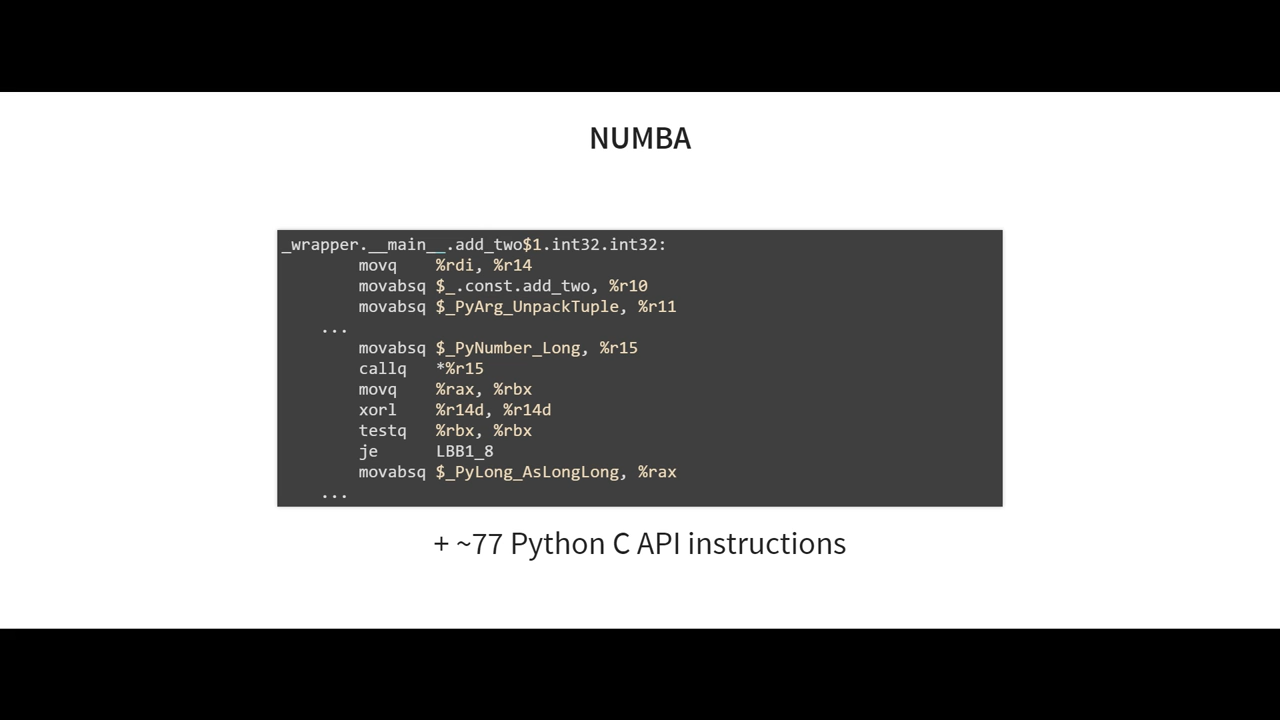 NUMBA
_wrapper.__main__.add_two$1.int32.int32:
movq %rdi, %r14
movabsq $_.const.add_two, %r10
movabsq $_PyArg_UnpackTuple, %r11
...
movabsq $_PyNumber_Long, %r15
callq *%r15
movq %rax, %rbx
xorl %r14d, %r14d
testq %rbx, %rbx
je LBB1_8
movabsq $_PyLong_AsLongLong, %rax
...
+ ~77 Python C API instructions